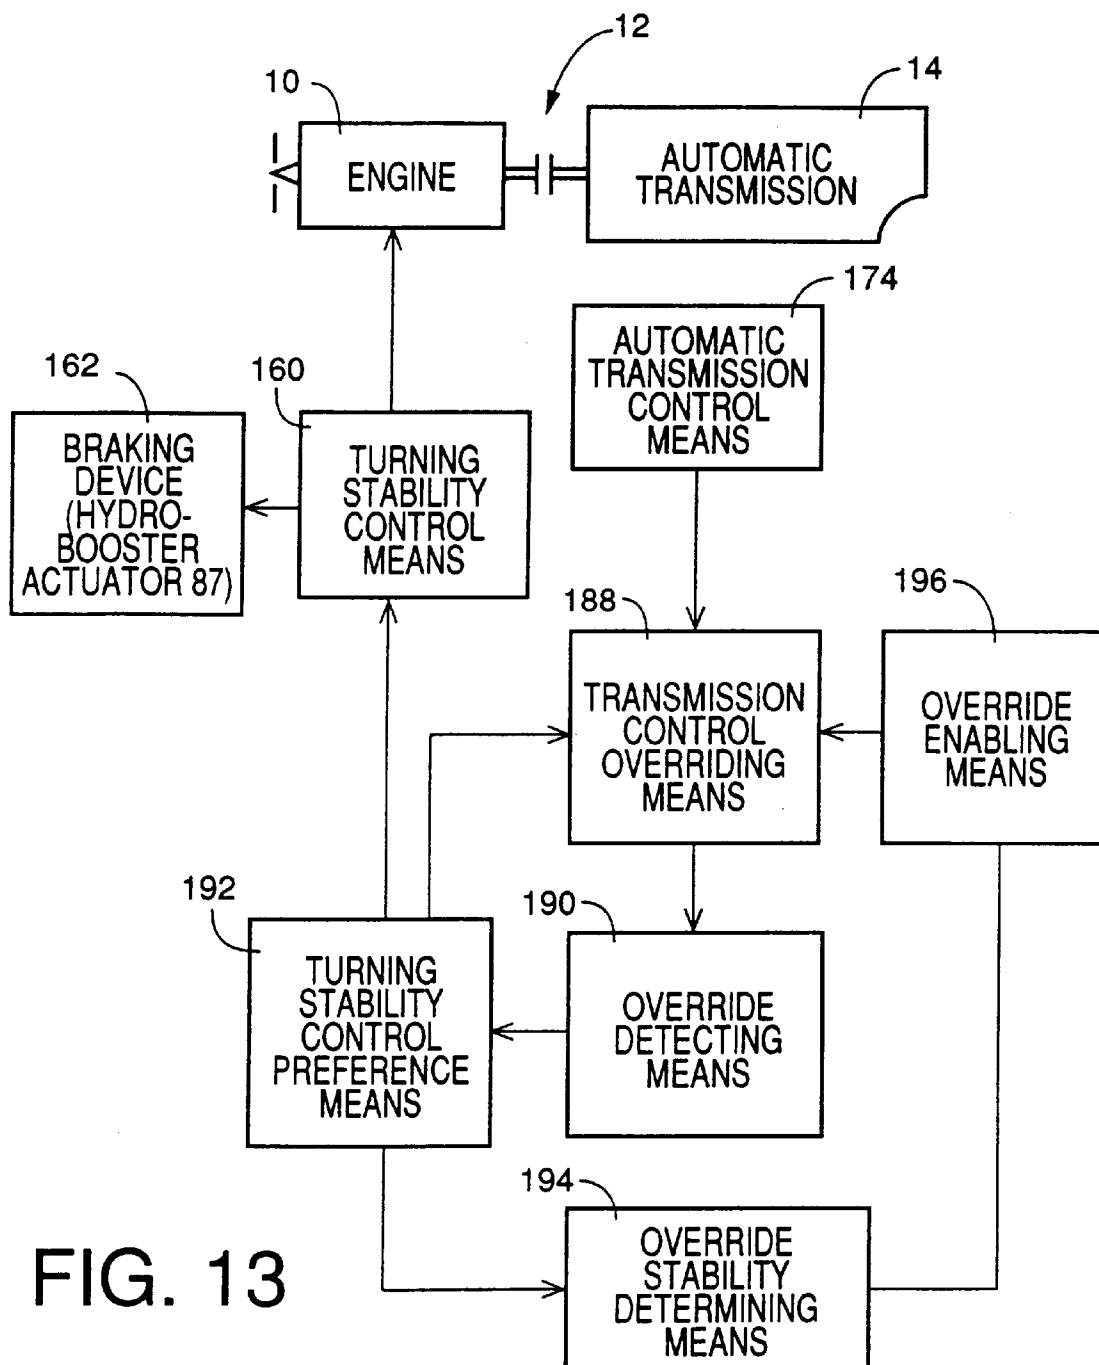 12
10
14
ENGINE
AUTOMATIC
TRANSMISSION
174
AUTOMATIC
TRANSMISSION
CONTROL
MEANS
162
160
BRAKING
DEVICE
(HYDRO-
BOOSTER
ACTUATOR 87)
TURNING
STABILITY
CONTROL
MEANS
188
196
TRANSMISSION
CONTROL
OVERRIDING
MEANS
OVERRIDE
ENABLING
MEANS
192
190
TURNING
STABILITY
CONTROL
PREFERENCE
MEANS
OVERRIDE
DETECTING
MEANS
194
OVERRIDE
STABILITY
DETERMINING
MEANS
FIG. 13